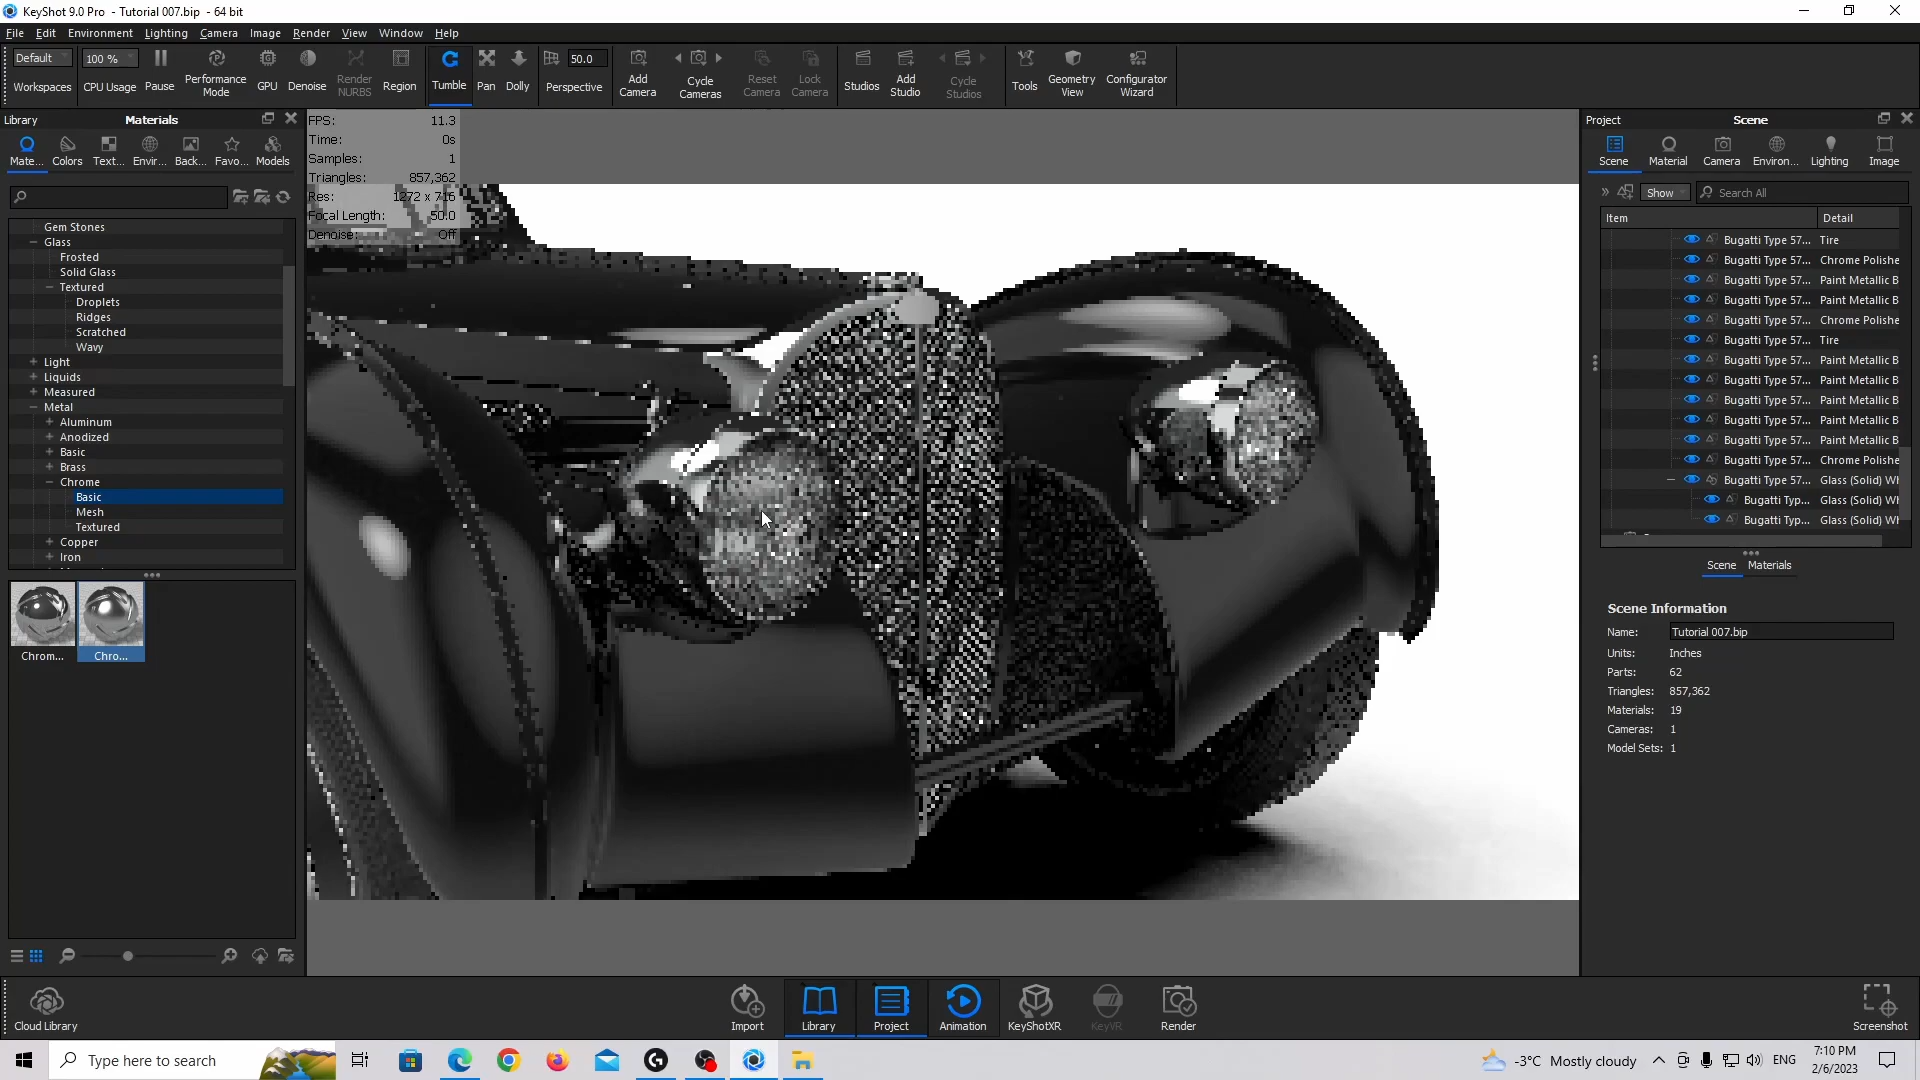 KeyShot 9.0 Pro - Tutorial 007.bip - 64 bit
File Edit Environment Lighting Camera Image Render View Window Help
Default 100 % 50.0
Workspaces CPU Usage Pause Performance Mode GPU Denoise Render NURBS Region Tumble Pan Dolly Perspective Add Camera Cycle Cameras Reset Camera Lock Camera Studios Add Studio Cycle Studios Tools Geometry View Configurator Wizard
Library Materials
Mate... Colors Text... Envir... Back... Favo... Models
Gem Stones
Glass
Frosted
Solid Glass
Textured
Droplets
Ridges
Scratched
Wavy
Light
Liquids
Measured
Metal
Aluminum
Anodized
Basic
Brass
Chrome
Basic
Mesh
Textured
Copper
Iron
Chrom... Chro...
FPS: 11.3
Time: 0s
Samples: 1
Triangles: 857,362
Res: 1272 x 716
Focal Length: 50.0
Denoise: Off
Project Scene
Scene Material Camera Environ... Lighting Image
Show Search All
Item Detail
Bugatti Type 57... Tire
Bugatti Type 57... Chrome Polishe
Bugatti Type 57... Paint Metallic B
Bugatti Type 57... Paint Metallic B
Bugatti Type 57... Chrome Polishe
Bugatti Type 57... Tire
Bugatti Type 57... Paint Metallic B
Bugatti Type 57... Paint Metallic B
Bugatti Type 57... Paint Metallic B
Bugatti Type 57... Paint Metallic B
Bugatti Type 57... Paint Metallic B
Bugatti Type 57... Chrome Polishe
Bugatti Type 57... Glass (Solid) Wh
Bugatti Typ... Glass (Solid) Wh
Bugatti Typ... Glass (Solid) Wh
Scene Materials
Scene Information
Name: Tutorial 007.bip
Units: Inches
Parts: 62
Triangles: 857,362
Materials: 19
Cameras: 1
Model Sets: 1
Cloud Library Import Library Project Animation KeyShotXR KeyVR Render Screenshot
Type here to search
-3°C Mostly cloudy ENG
7:10 PM
2/6/2023